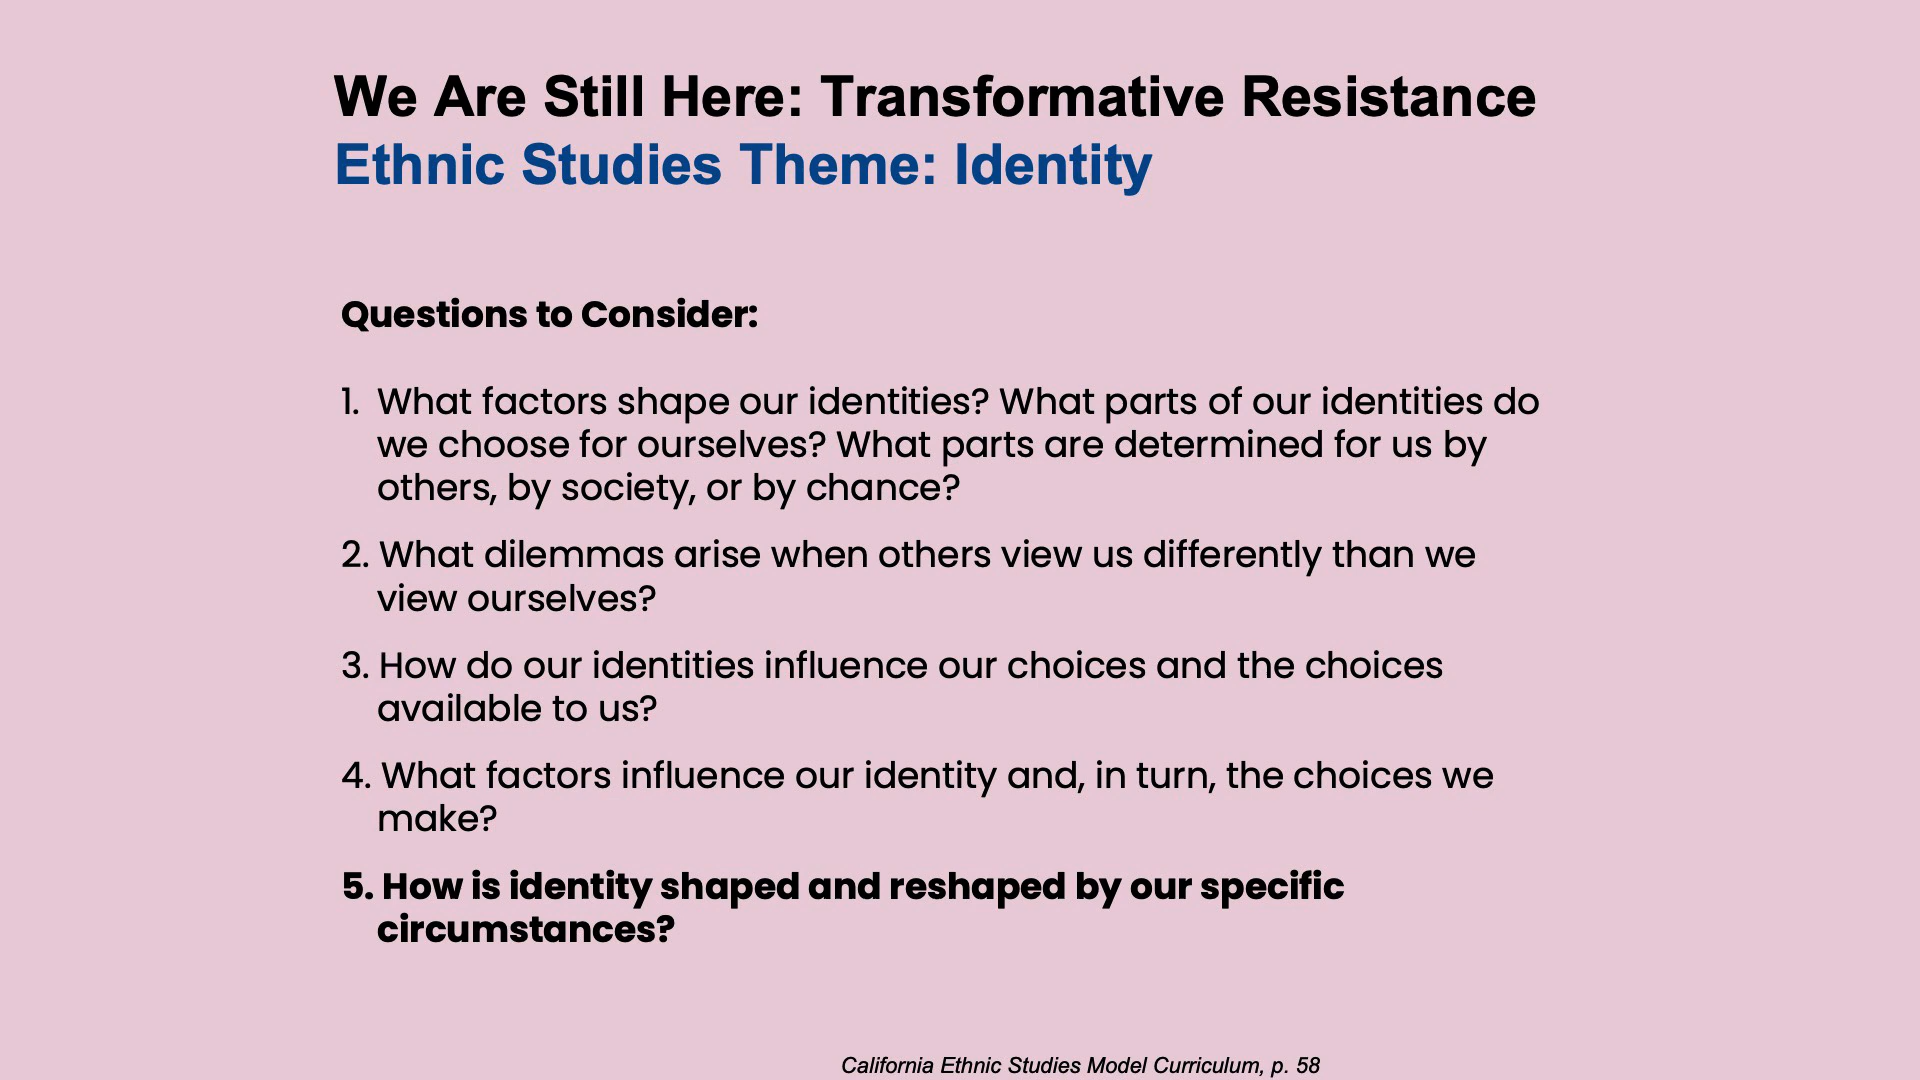 We Are Still Here: Transformative Resistance
Ethnic Studies Theme: Identity
Questions to Consider:
1. What factors shape our identities? What parts of our identities do
we choose for ourselves? What parts are determined for us by
others, by society, or by chance?
2. What dilemmas arise when others view us differently than we
view ourselves?
3. How do our identities influence our choices and the choices
available to us?
4. What factors influence our identity and, in turn, the choices we
make?
5. How is identity shaped and reshaped by our specific
circumstances?
California Ethnic Studies Model Curriculum, p. 58